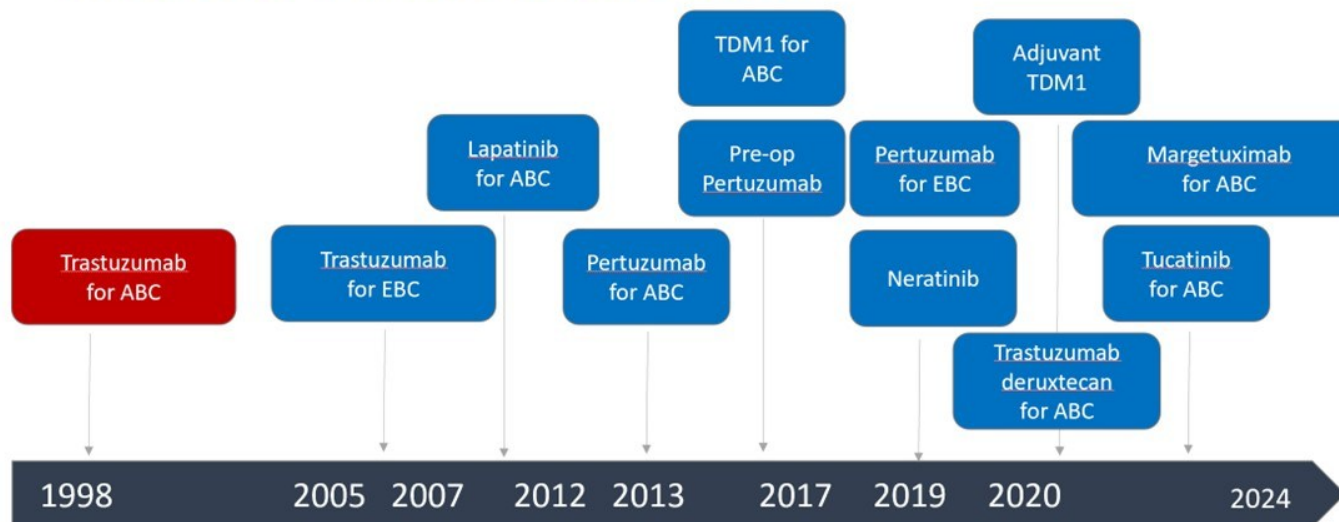 TDM1 for
ABC
Adjuvant
TDM1
Lapatinib
for ABC
Pre-op
Pertuzumab
Pertuzumab
for EBC
Margetuximab
for ABC
Trastuzumab
for ABC
Trastuzumab
for EBC
Pertuzumab
for ABC
Neratinib
Tucatinib
for ABC
Trastuzumab
deruxtecan
for ABC
1998 2005 2007 2012 2013 2017 2019 2020 2024